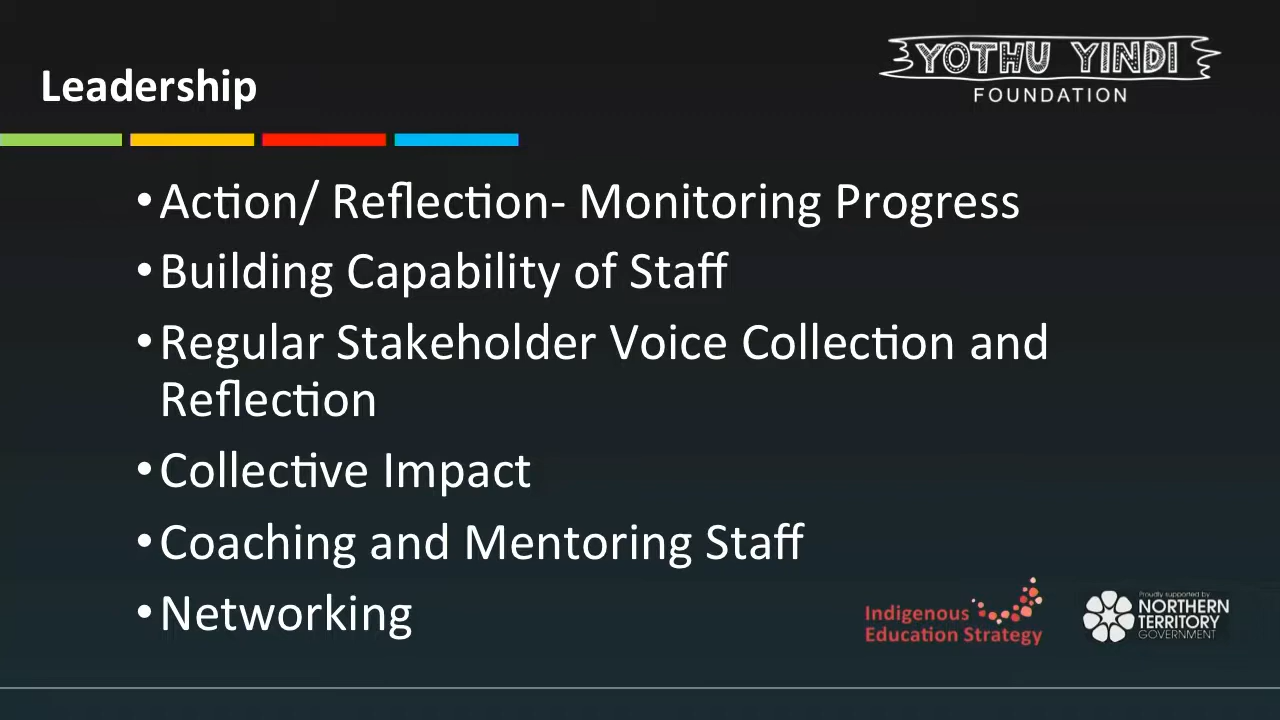 Leadership
YOTHU YINDI
FOUNDATION
•Action/ Reflection- Monitoring Progress
•Building Capability of Staff
•Regular Stakeholder Voice Collection and
Reflection
•Collective Impact
•Coaching and Mentoring Staff
•Networking
Indigenous
Education Strategy
Proudly supported by
NORTHERN
TERRITORY
GOVERNMENT